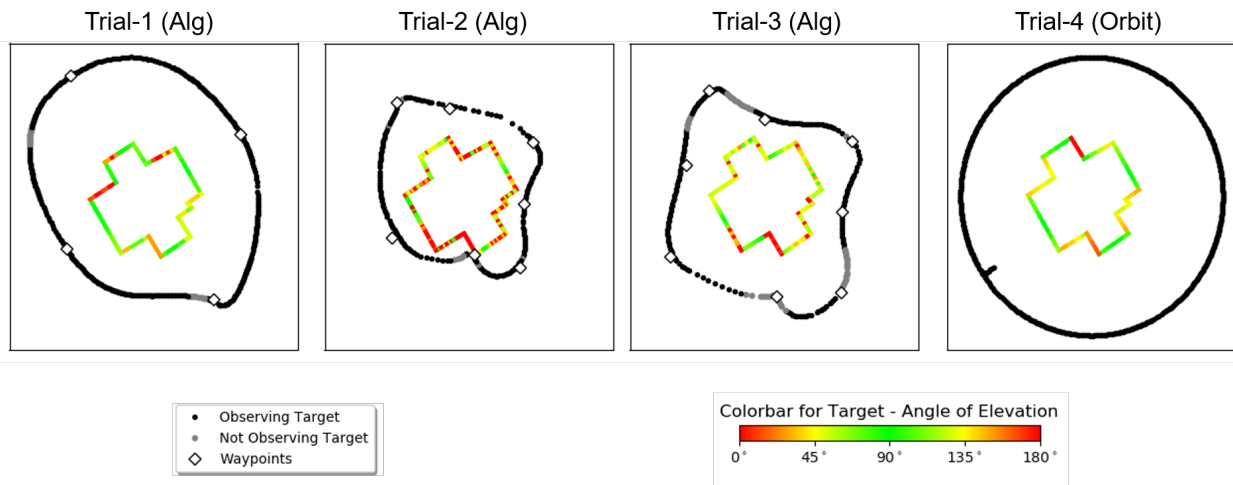 Trial-1 (Alg)
Trial-2 (Alg)
Trial-3 (Alg)
Trial-4 (Orbit)
Observing Target
Not Observing Target
Waypoints
Colorbar for Target - Angle of Elevation
0° 45° 90° 135° 180°